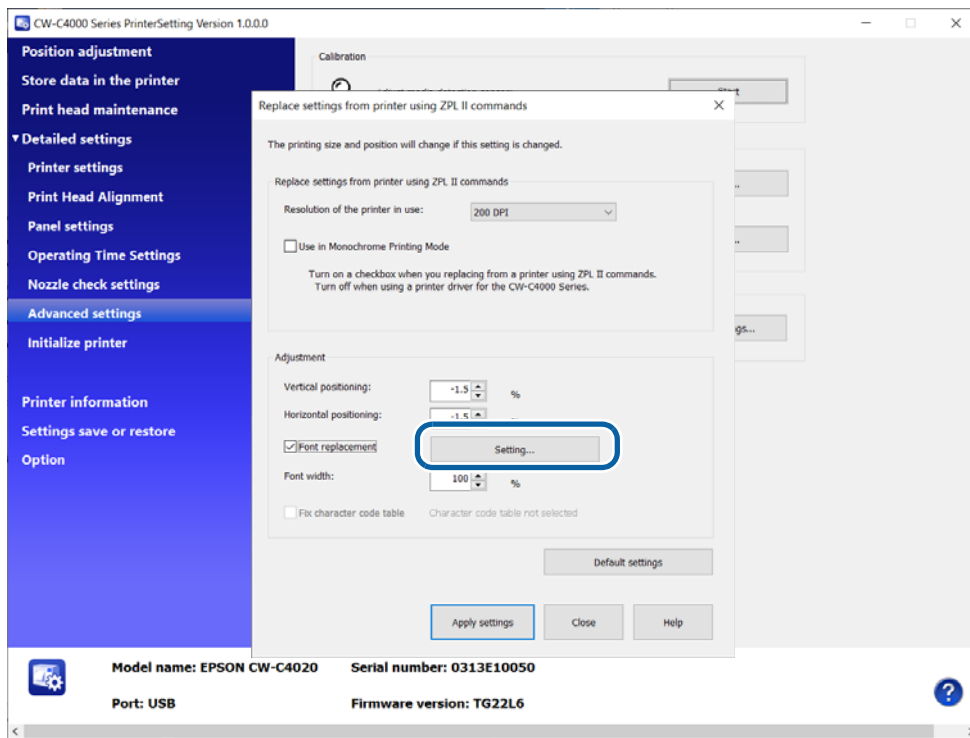 CW-C4000 Series PrinterSetting Version 1.0.0.0
Position adjustment
Store data in the printer
Print head maintenance
Detailed settings
Printer settings
Print Head Alignment
Panel settings
Operating Time Settings
Nozzle check settings
Advanced settings
Initialize printer
Printer information
Settings save or restore
Option
Calibration
Replace settings from printer using ZPL II commands
The printing size and position will change if this setting is changed.
Replace settings from printer using ZPL II commands
Resolution of the printer in use: 200 DPI
Use in Monochrome Printing Mode
Turn on a checkbox when you replacing from a printer using ZPL II commands.
Turn off when using a printer driver for the CW-C4000 Series.
Adjustment
Vertical positioning: -1.5 %
Horizontal positioning: -1.5
Font replacement Setting...
Font width: 100 %
Fix character code table Character code table not selected
Default settings
Apply settings Close Help
Model name: EPSON CW-C4020 Serial number: 0313E10050
Port: USB Firmware version: TG22L6